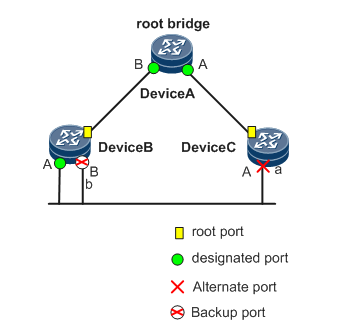 root bridge
B A
DeviceA
DeviceB DeviceC
A B A a
b
root port
designated port
Alternate port
Backup port